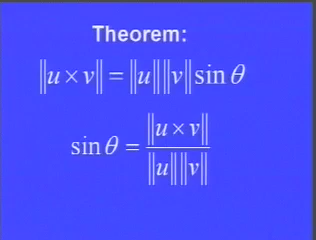 Theorem:
‖u × v‖ = ‖u‖‖v‖ sin θ
sin θ = ‖u × v‖ / ‖u‖‖v‖